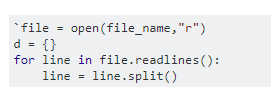 `file = open(file_name,"r")
d = {}
for line in file.readlines():
    line = line.split()